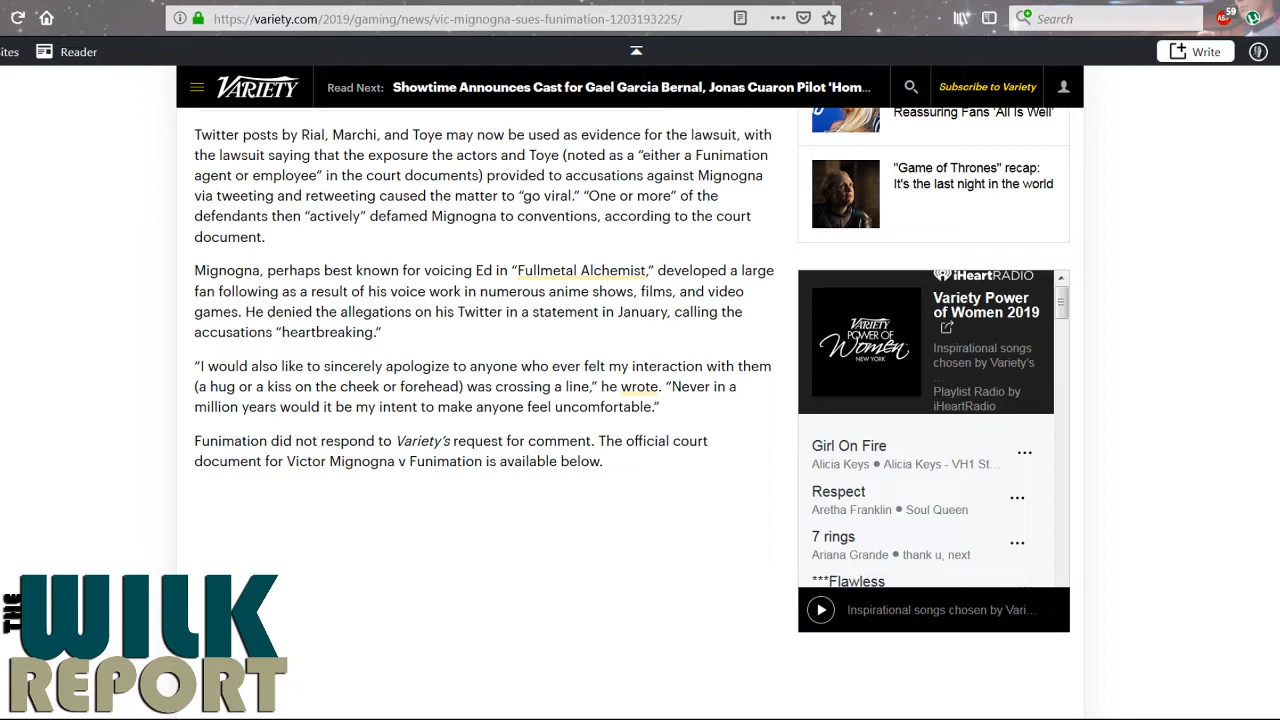 https://variety.com/2019/gaming/news/vic-mignogna-sues-funimation-1203193225/
Search
59
ites
Reader
Write
VARIETY
Read Next:
Showtime Announces Cast for Gael Garcia Bernal, Jonas Cuaron Pilot 'Hom...
Subscribe to Variety
Twitter posts by Rial, Marchi, and Toye may now be used as evidence for the lawsuit, with
the lawsuit saying that the exposure the actors and Toye (noted as a “either a Funimation
agent or employee” in the court documents) provided to accusations against Mignogna
via tweeting and retweeting caused the matter to “go viral.” “One or more” of the
defendants then “actively” defamed Mignogna to conventions, according to the court
document.
Mignogna, perhaps best known for voicing Ed in “Fullmetal Alchemist,” developed a large
fan following as a result of his voice work in numerous anime shows, films, and video
games. He denied the allegations on his Twitter in a statement in January, calling the
accusations “heartbreaking.”
“I would also like to sincerely apologize to anyone who ever felt my interaction with them
(a hug or a kiss on the cheek or forehead) was crossing a line,” he wrote. “Never in a
million years would it be my intent to make anyone feel uncomfortable.”
Funimation did not respond to Variety’s request for comment. The official court
document for Victor Mignogna v Funimation is available below.
Reassuring Fans 'All Is Well'
"Game of Thrones" recap:
It's the last night in the world
iHeartRADIO
VARIETY
POWER OF
Women
NEW YORK
Variety Power
of Women 2019
Inspirational songs
chosen by Variety's
...
Playlist Radio by
iHeartRadio
Girl On Fire
Alicia Keys ● Alicia Keys - VH1 St...
Respect
Aretha Franklin ● Soul Queen
7 rings
Ariana Grande ● thank u, next
***Flawless
Inspirational songs chosen by Vari...
THE
WILK
REPORT